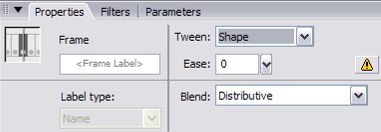 Properties Filters Parameters
Frame Tween: Shape
<Frame Label> Ease: 0
Label type: Blend: Distributive
Name